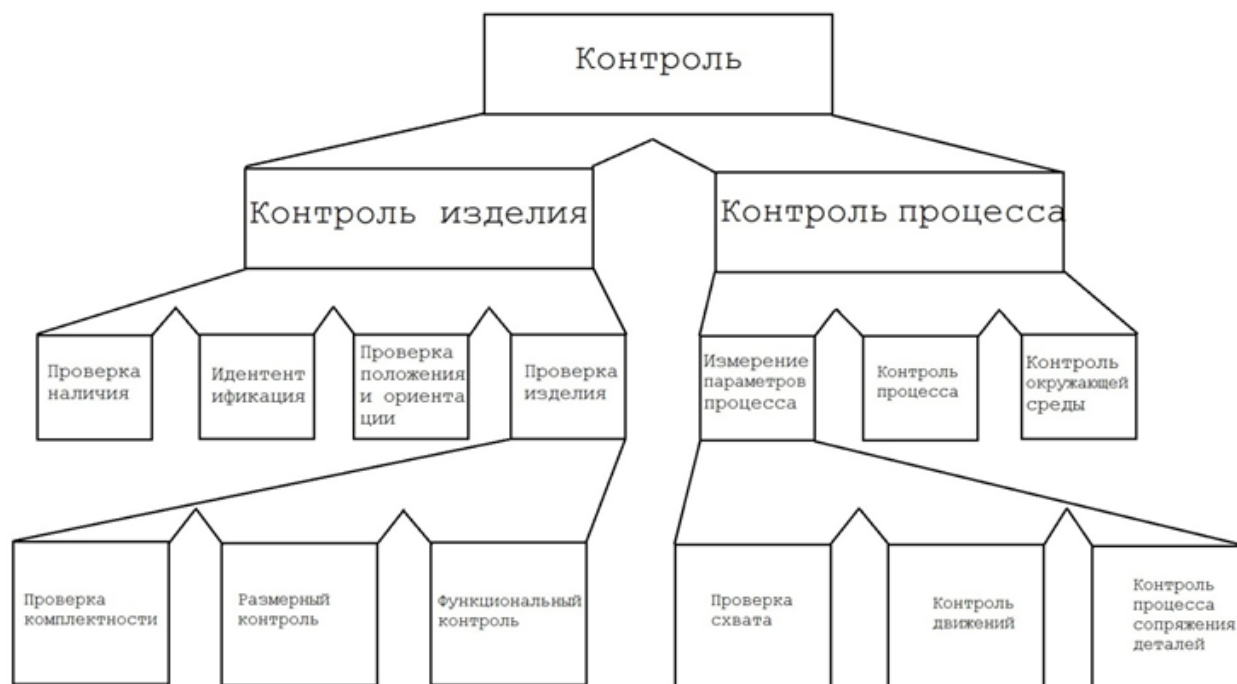 Контроль
Контроль изделия
Контроль процесса
Проверка
наличия
Идентент
ификация
Проверка
положения
и ориента
ции
Проверка
изделия
Измерение
параметров
процесса
Контроль
процесса
Контроль
окружающей
среды
Проверка
комплектности
Размерный
контроль
Функциональный
контроль
Проверка
схвата
Контроль
движений
Контроль
процесса
сопряжения
деталей